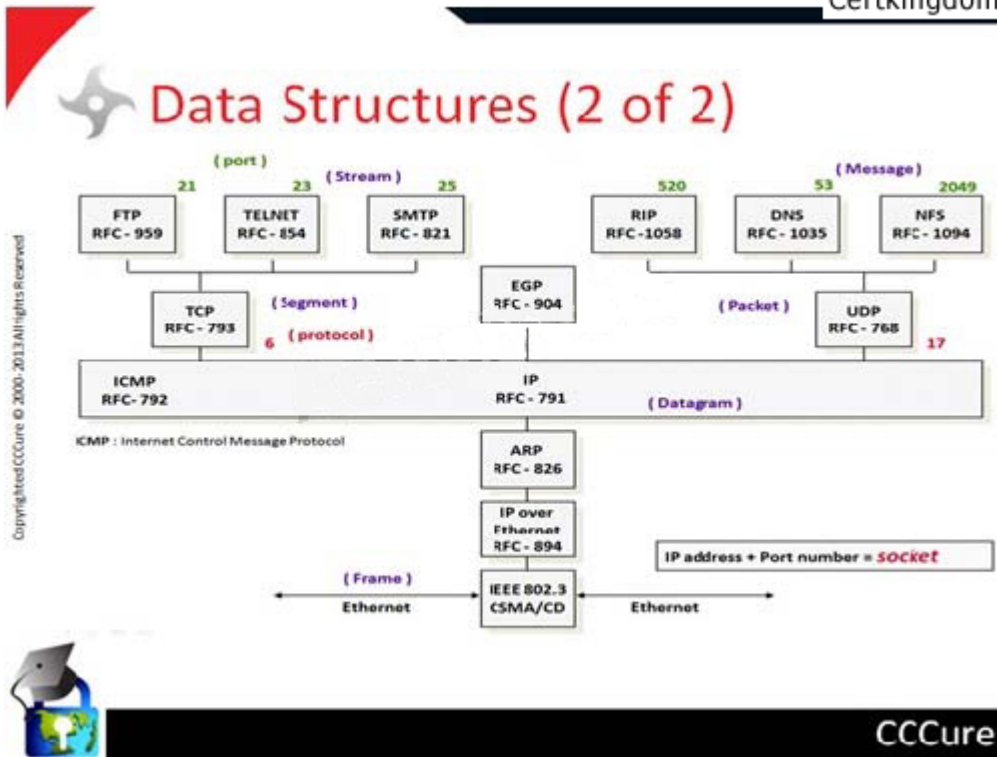 Certkingdom
Data Structures (2 of 2)
( port )
21
23
( Stream )
25
520
53
( Message )
2049
FTP
RFC - 959
TELNET
RFC - 854
SMTP
RFC - 821
RIP
RFC -1058
DNS
RFC - 1035
NFS
RFC - 1094
TCP
RFC - 793
( Segment )
6
( protocol )
EGP
RFC - 904
( Packet )
UDP
RFC - 768
17
ICMP
RFC- 792
IP
RFC - 791
( Datagram )
ICMP : Internet Control Message Protocol
ARP
RFC - 826
IP over
Ethernet
RFC - 894
IP address + Port number = socket
( Frame )
Ethernet
IEEE 802.3
CSMA/CD
Ethernet
Copyrighted CCCure © 2000-2013 All rights Reserved
CCCure